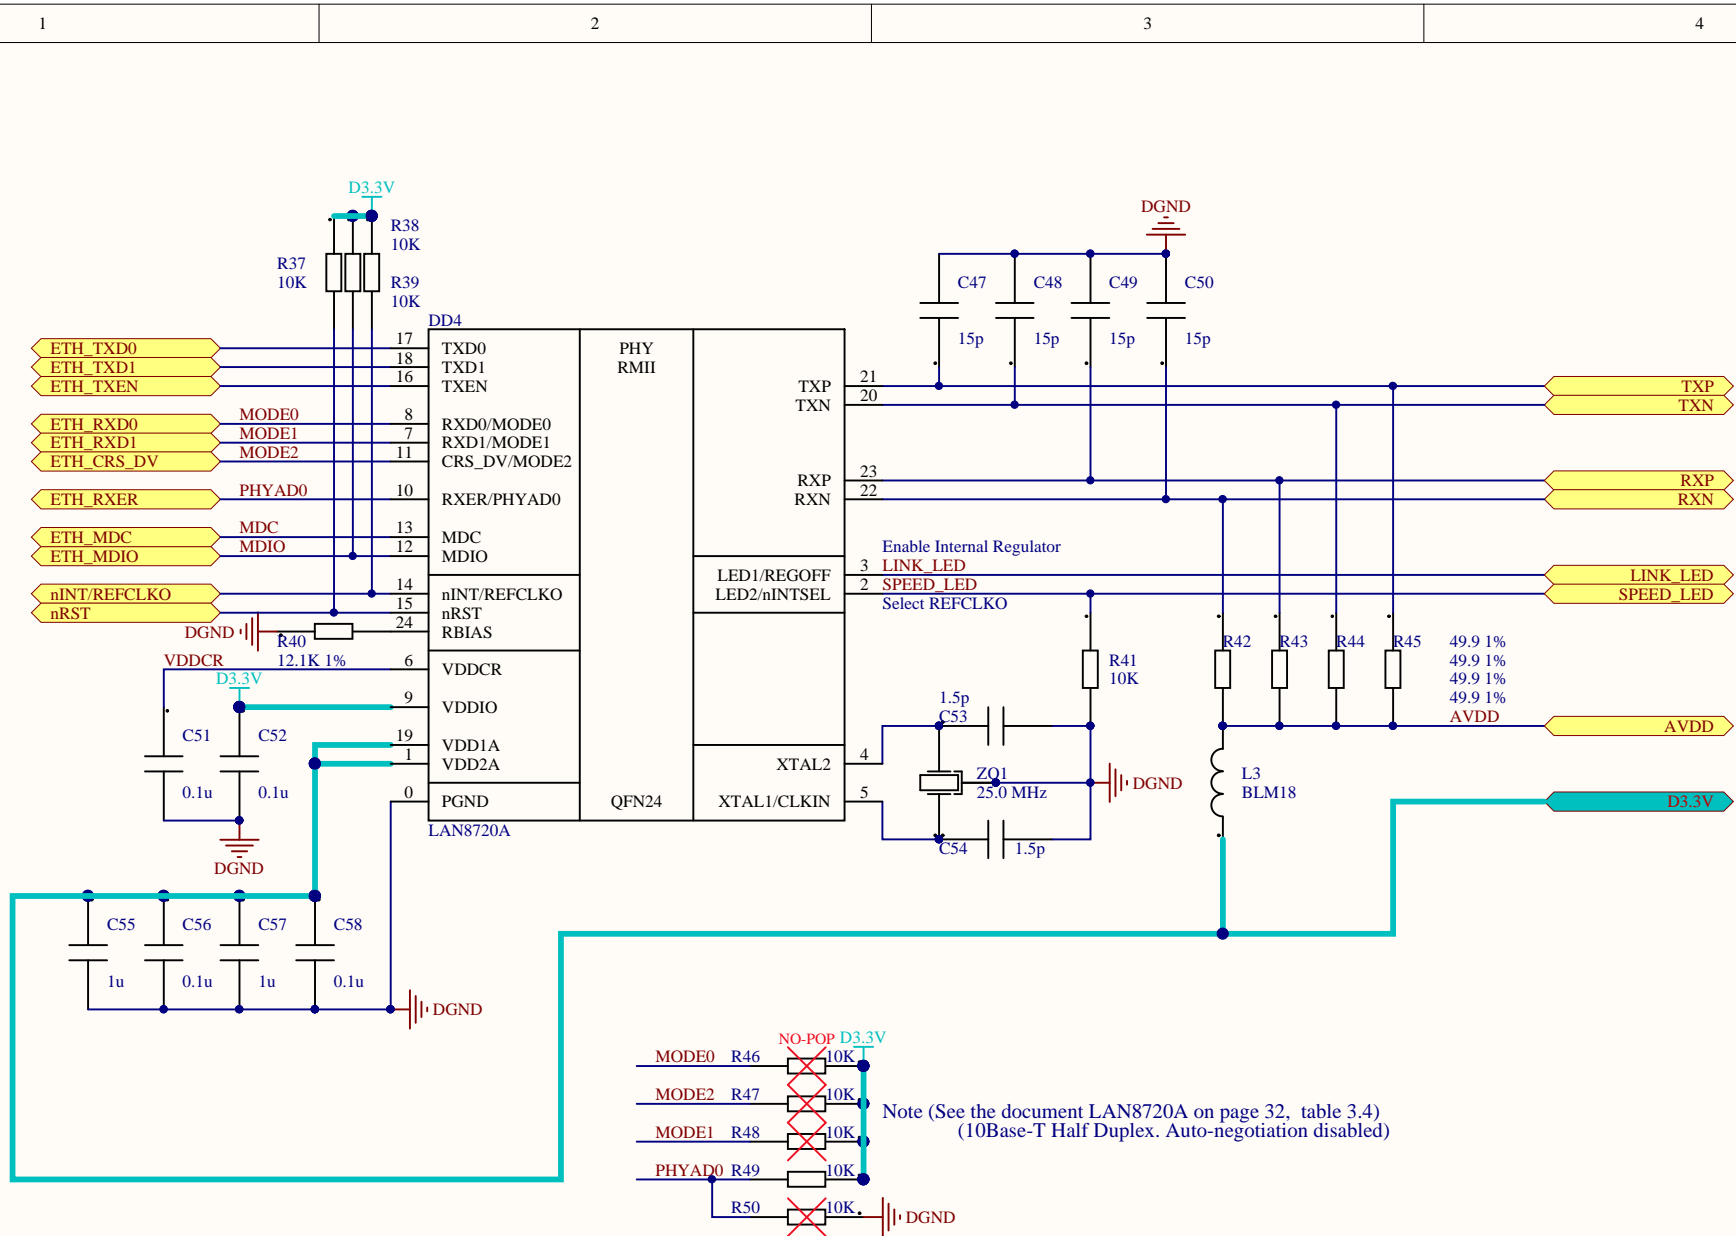 1 2 3 4
D3.3V
R38
10K
R37
10K
R39
10K
DGND
C47 C48 C49 C50
15p 15p 15p 15p
DD4
ETH_TXD0 17 TXD0
ETH_TXD1 18 TXD1
ETH_TXEN 16 TXEN
ETH_RXD0 MODE0 8 RXD0/MODE0
ETH_RXD1 MODE1 7 RXD1/MODE1
ETH_CRS_DV MODE2 11 CRS_DV/MODE2
ETH_RXER PHYAD0 10 RXER/PHYAD0
ETH_MDC MDC 13 MDC
ETH_MDIO MDIO 12 MDIO
nINT/REFCLKO 14 nINT/REFCLKO
nRST 15 nRST
DGND 24 RBIAS
R40
12.1K 1%
VDDCR 6 VDDCR
D3.3V
9 VDDIO
19 VDD1A
1 VDD2A
0 PGND
LAN8720A
PHY
RMII
QFN24
TXP 21 TXP
TXN 20 TXN
RXP 23 RXP
RXN 22 RXN
Enable Internal Regulator
LED1/REGOFF 3 LINK_LED LINK_LED
LED2/nINTSEL 2 SPEED_LED SPEED_LED
Select REFCLKO
R41
10K
R42 R43 R44 R45 49.9 1%
49.9 1%
49.9 1%
49.9 1%
AVDD AVDD
1.5p
C53
XTAL2 4
ZQ1
25.0 MHz
DGND
XTAL1/CLKIN 5
C54 1.5p
L3
BLM18
D3.3V
C51 C52
0.1u 0.1u
DGND
C55 C56 C57 C58
1u 0.1u 1u 0.1u
DGND
NO-POP D3.3V
MODE0 R46 10K
MODE2 R47 10K
MODE1 R48 10K
PHYAD0 R49 10K
R50 10K DGND
Note (See the document LAN8720A on page 32, table 3.4)
(10Base-T Half Duplex. Auto-negotiation disabled)